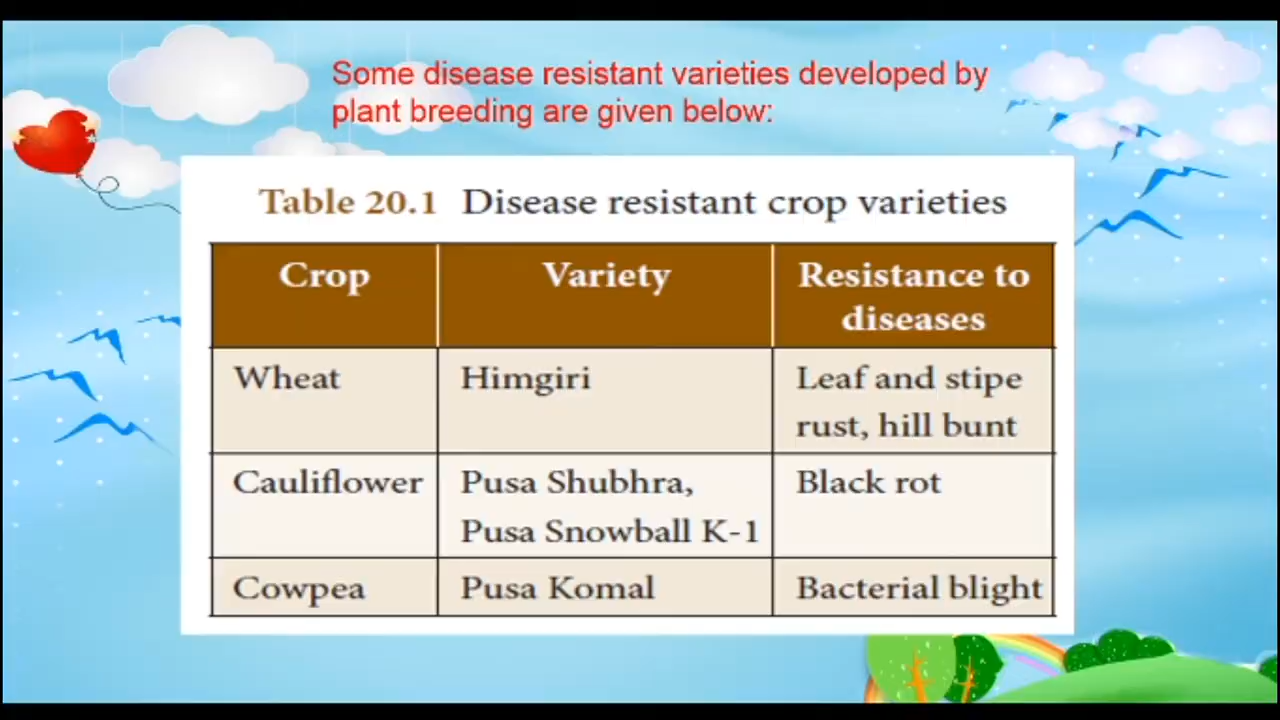 Some disease resistant varieties developed by
plant breeding are given below:
Table 20.1 Disease resistant crop varieties
Crop Variety Resistance to
diseases
Wheat Himgiri Leaf and stipe
rust, hill bunt
Cauliflower Pusa Shubhra, Black rot
Pusa Snowball K-1
Cowpea Pusa Komal Bacterial blight